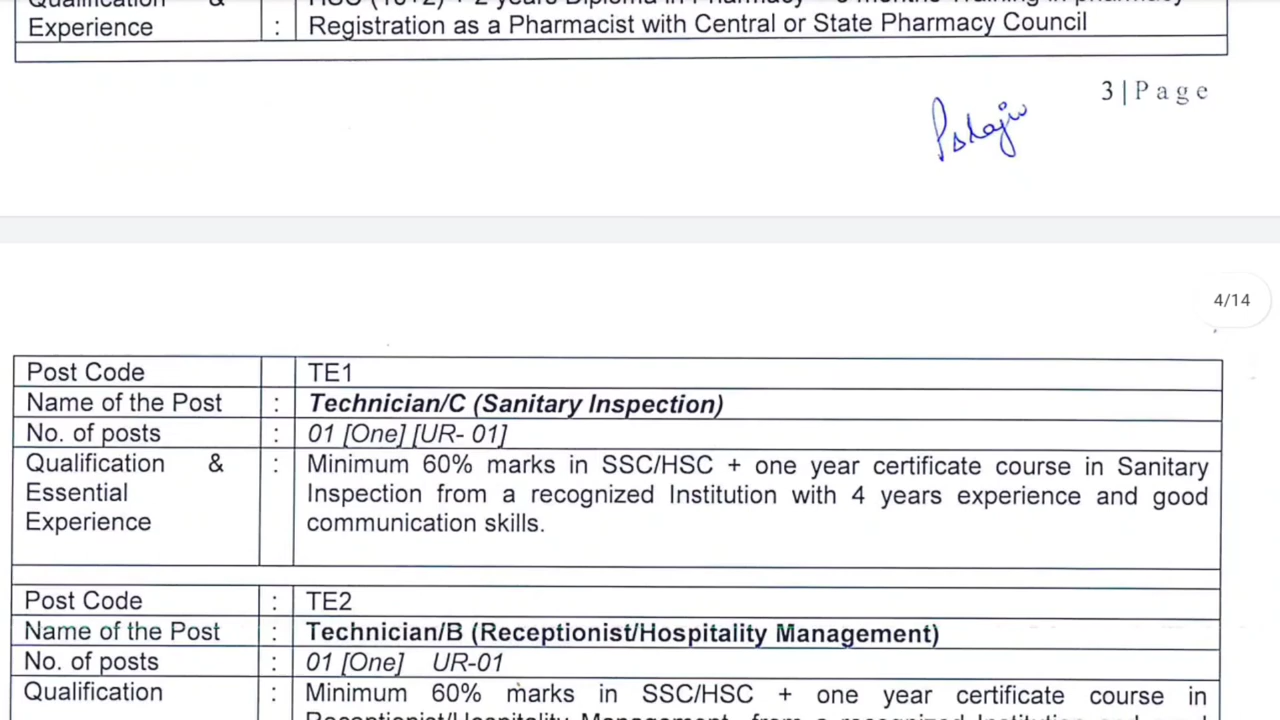 Experience : Registration as a Pharmacist with Central or State Pharmacy Council
3|Page
4/14
Post Code TE1
Name of the Post : Technician/C (Sanitary Inspection)
No. of posts : 01 [One] [UR- 01]
Qualification & : Minimum 60% marks in SSC/HSC + one year certificate course in Sanitary
Essential Inspection from a recognized Institution with 4 years experience and good
Experience communication skills.
Post Code : TE2
Name of the Post : Technician/B (Receptionist/Hospitality Management)
No. of posts : 01 [One] UR-01
Qualification : Minimum 60% marks in SSC/HSC + one year certificate course in